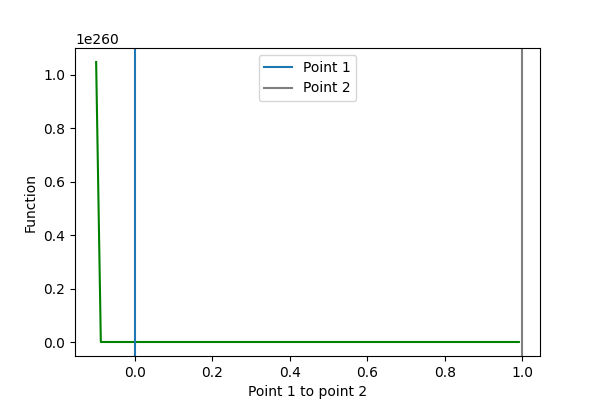 1e260
1.0
0.8
0.6
0.4
0.2
0.0
Function
Point 1
Point 2
0.0 0.2 0.4 0.6 0.8 1.0
Point 1 to point 2